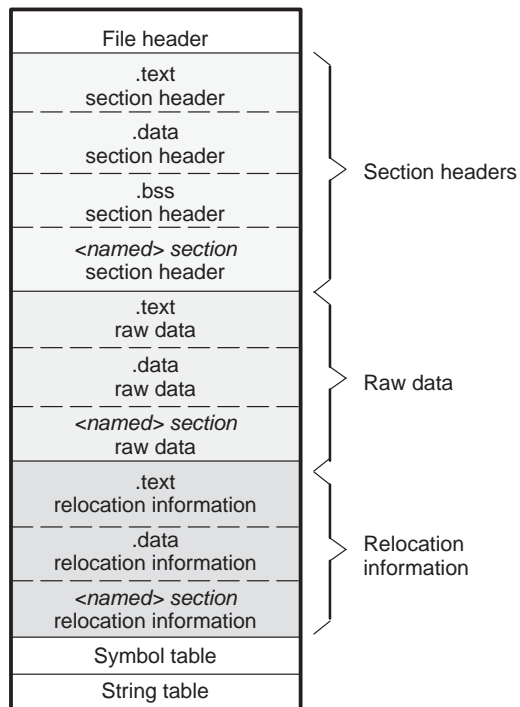 File header
.text
section header
.data
section header
.bss
section header
<named> section
section header
Section headers
.text
raw data
.data
raw data
<named> section
raw data
Raw data
.text
relocation information
.data
relocation information
<named> section
relocation information
Relocation
information
Symbol table
String table